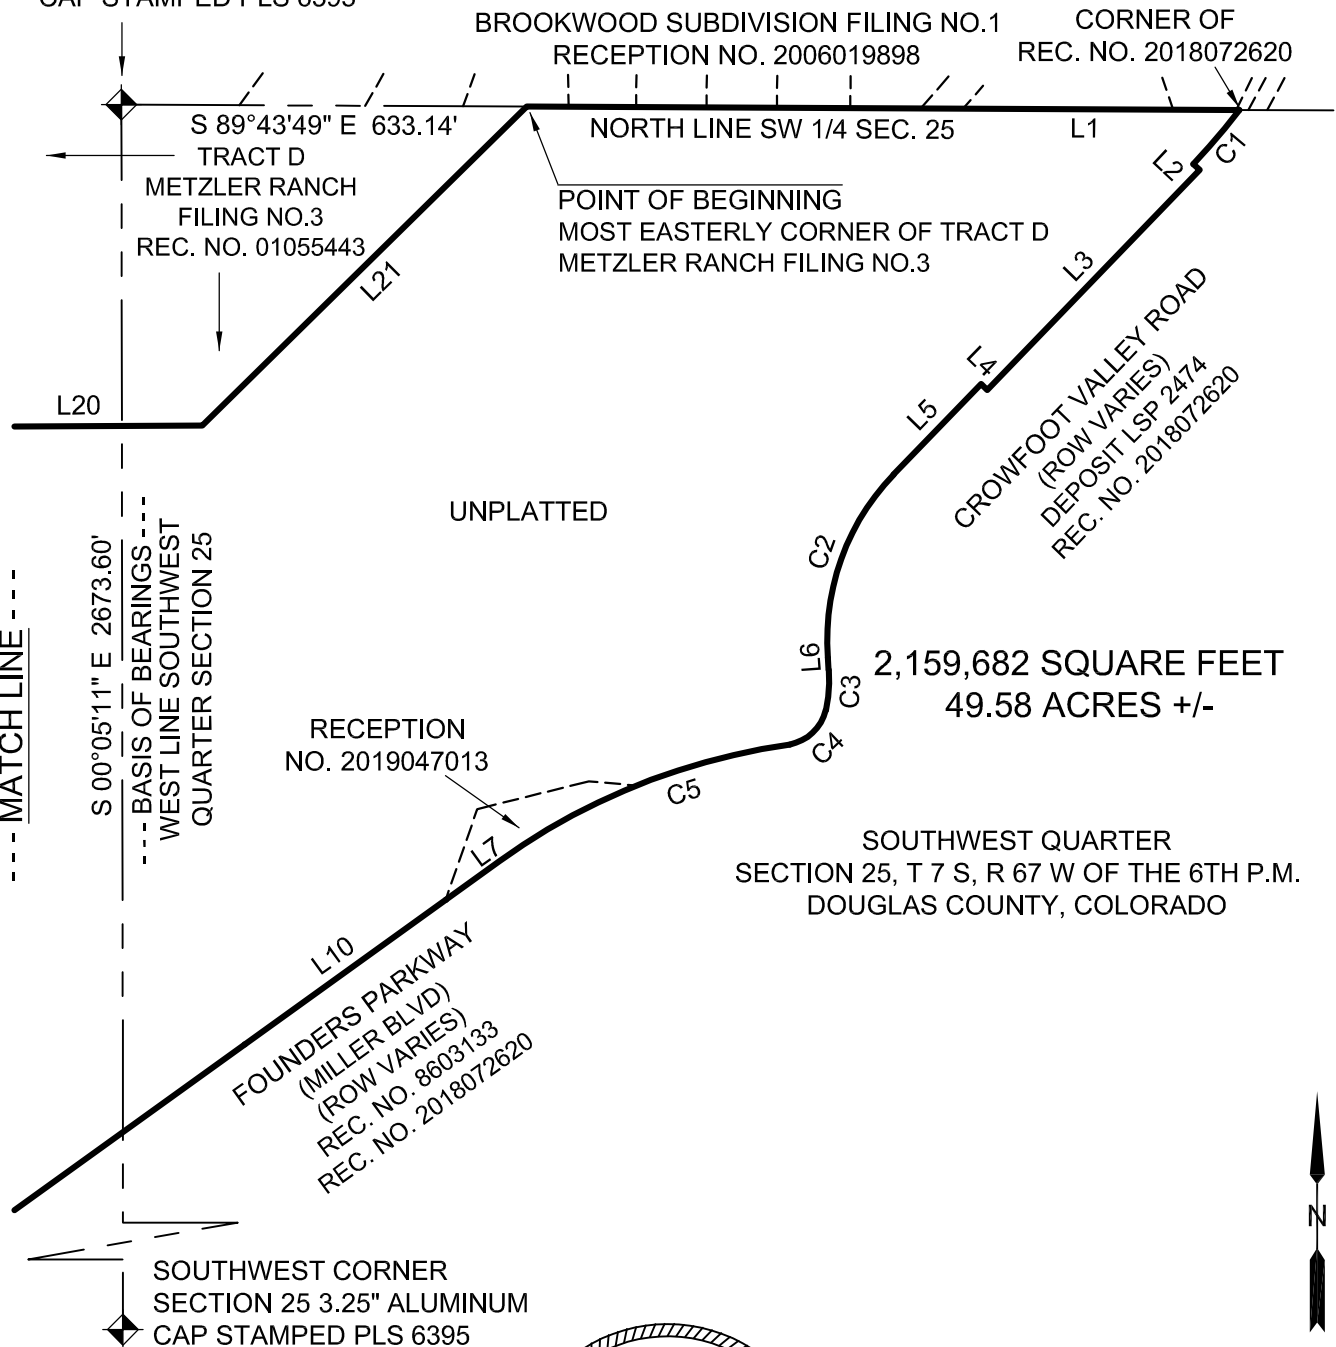 CAP STAMPED PLS 6395
BROOKWOOD SUBDIVISION FILING NO.1
RECEPTION NO. 2006019898
CORNER OF
REC. NO. 2018072620
S 89°43'49" E 633.14'
NORTH LINE SW 1/4 SEC. 25
L1
C1
L2
TRACT D
METZLER RANCH
FILING NO.3
REC. NO. 01055443
POINT OF BEGINNING
MOST EASTERLY CORNER OF TRACT D
METZLER RANCH FILING NO.3
L21
L3
CROWFOOT VALLEY ROAD
(ROW VARIES)
DEPOSIT LSP 2474
REC. NO. 2018072620
L4
L5
L20
UNPLATTED
C2
MATCH LINE
S 00°05'11" E 2673.60'
BASIS OF BEARINGS
WEST LINE SOUTHWEST
QUARTER SECTION 25
L6
C3
2,159,682 SQUARE FEET
49.58 ACRES +/-
RECEPTION
NO. 2019047013
C4
C5
L7
SOUTHWEST QUARTER
SECTION 25, T 7 S, R 67 W OF THE 6TH P.M.
DOUGLAS COUNTY, COLORADO
L10
FOUNDERS PARKWAY
(MILLER BLVD)
(ROW VARIES)
REC. NO. 8603133
REC. NO. 2018072620
N
SOUTHWEST CORNER
SECTION 25 3.25" ALUMINUM
CAP STAMPED PLS 6395